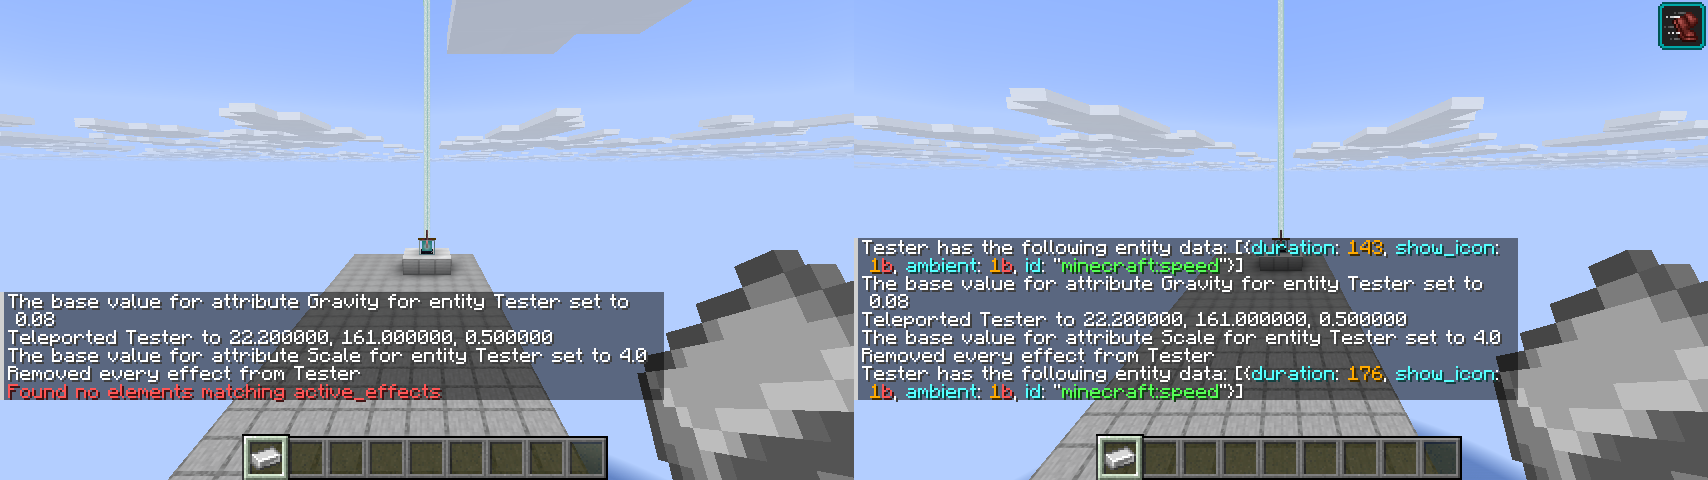 The base value for attribute Gravity for entity Tester set to
0.08
Teleported Tester to 22.200000, 161.000000, 0.500000
The base value for attribute Scale for entity Tester set to 4.0
Removed every effect from Tester
Found no elements matching active_effects
Tester has the following entity data: [{duration: 143, show_icon:
1b, ambient: 1b, id: "minecraft:speed"}]
The base value for attribute Gravity for entity Tester set to
0.08
Teleported Tester to 22.200000, 161.000000, 0.500000
The base value for attribute Scale for entity Tester set to 4.0
Removed every effect from Tester
Tester has the following entity data: [{duration: 176, show_icon:
1b, ambient: 1b, id: "minecraft:speed"}]